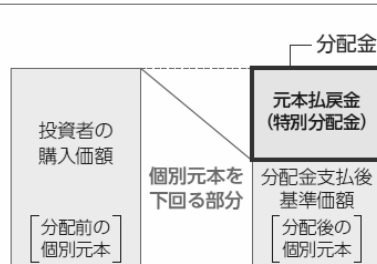 分配金
投資者の
購入価額
元本払戻金
(特別分配金)
個別元本を
下回る部分
分配金支払後
基準価額
分配前の
個別元本
分配後の
個別元本